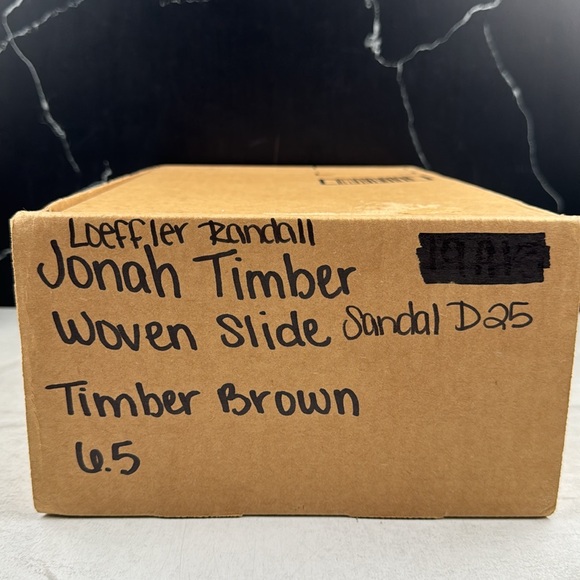 Loeffler Randall
Jonah Timber
Woven Slide Sandal D25
Timber Brown
6.5